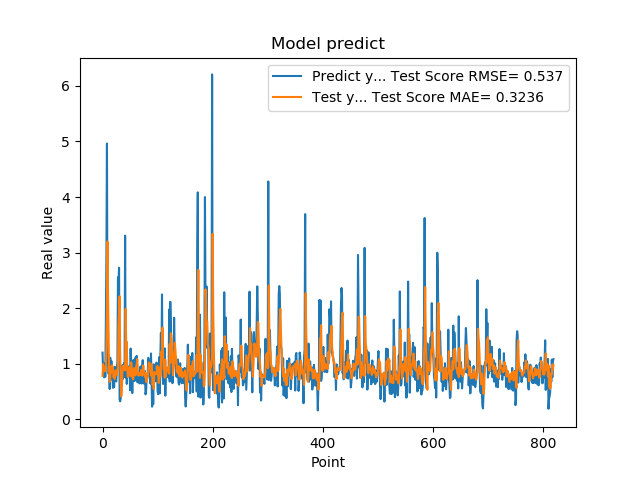 Model predict
Predict y... Test Score RMSE= 0.537
Test y... Test Score MAE= 0.3236
Real value
6
5
4
3
2
1
0
0 200 400 600 800
Point